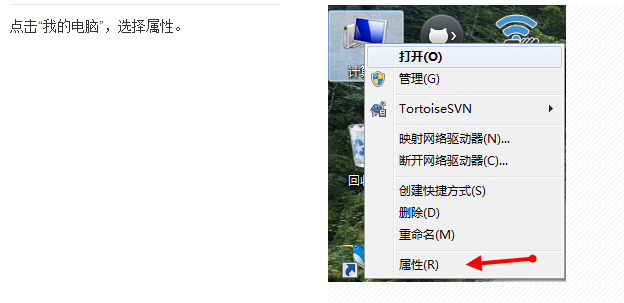 点击“我的电脑”，选择属性。
打开(O)
管理(G)
TortoiseSVN
映射网络驱动器(N)...
断开网络驱动器(C)...
创建快捷方式(S)
删除(D)
重命名(M)
属性(R)